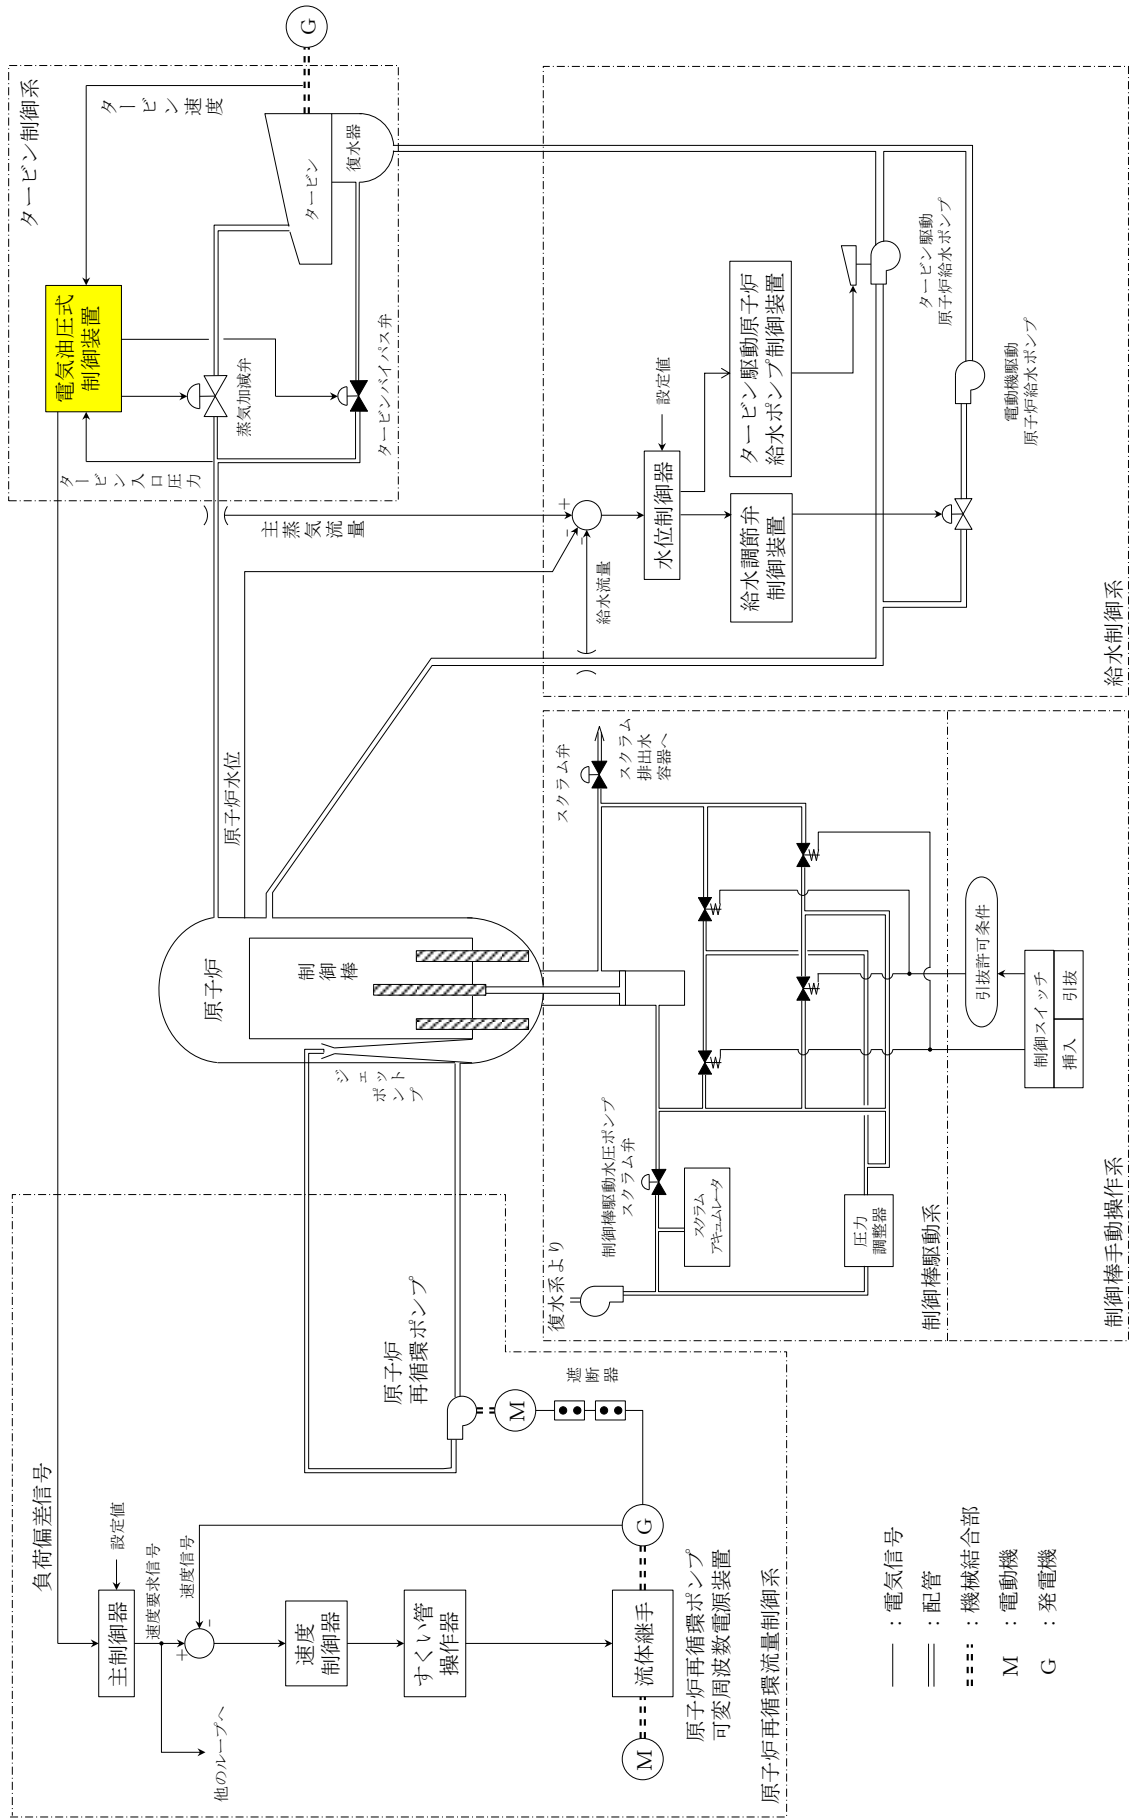 負荷偏差信号
主制御器
設定値
速度要求信号
他のループへ
+
-
速度信号
速度
制御器
すくい管
操作器
流体継手
M
G
原子炉再循環ポンプ
可変周波数電源装置
原子炉再循環流量制御系
原子炉
再循環ポンプ
M
遮断器
原子炉
制御棒
ジェット
ポンプ
原子炉水位
タービン制御系
電気油圧式
制御装置
タービン速度
タービン入口圧力
蒸気加減弁
タービンバイパス弁
タービン
復水器
G
主蒸気流量
給水流量
+
-
-
水位制御器
設定値
給水調節弁
制御装置
タービン駆動原子炉
給水ポンプ制御装置
タービン駆動
原子炉給水ポンプ
電動機駆動
原子炉給水ポンプ
給水制御系
復水系より
制御棒駆動水圧ポンプ
スクラム弁
スクラム
アキュムレータ
圧力
調整器
スクラム弁
スクラム
排出水
容器へ
制御棒駆動系
引抜許可条件
制御スイッチ
挿入
引抜
制御棒手動操作系
:電気信号
:配管
:機械結合部
M :電動機
G :発電機